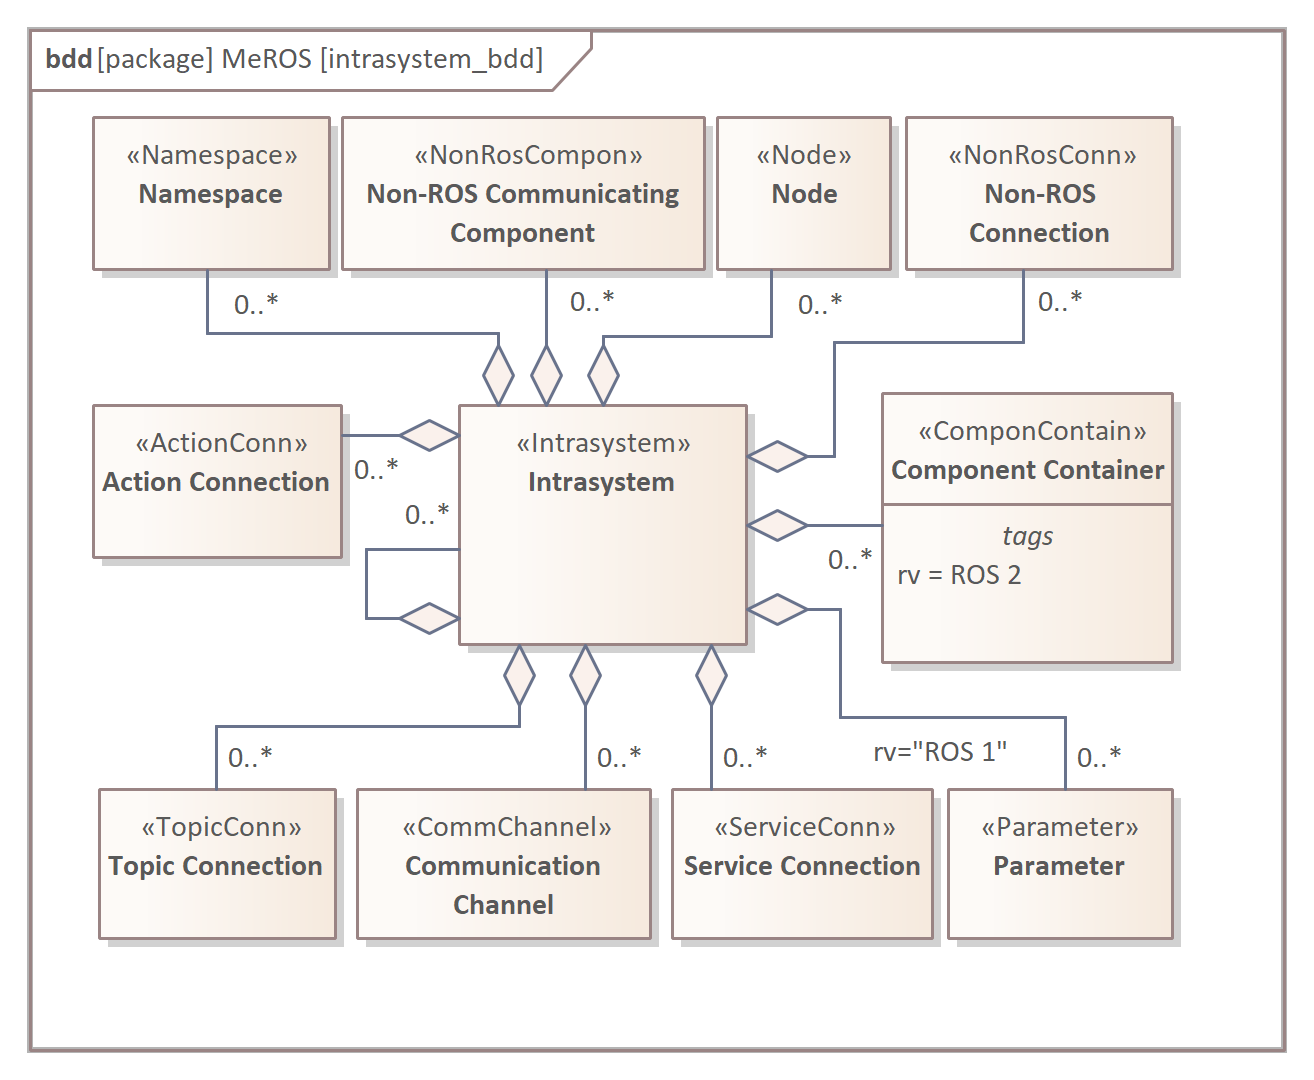 bdd [package] MeROS [intrasystem_bdd]
«Namespace»
Namespace
«NonRosCompon»
Non-ROS Communicating
Component
«Node»
Node
«NonRosConn»
Non-ROS
Connection
0..*
0..*
0..*
0..*
«ActionConn»
Action Connection
0..*
0..*
«Intrasystem»
Intrasystem
«ComponContain»
Component Container
tags
rv = ROS 2
0..*
0..*
0..*
0..*
rv="ROS 1"
0..*
«TopicConn»
Topic Connection
«CommChannel»
Communication
Channel
«ServiceConn»
Service Connection
«Parameter»
Parameter